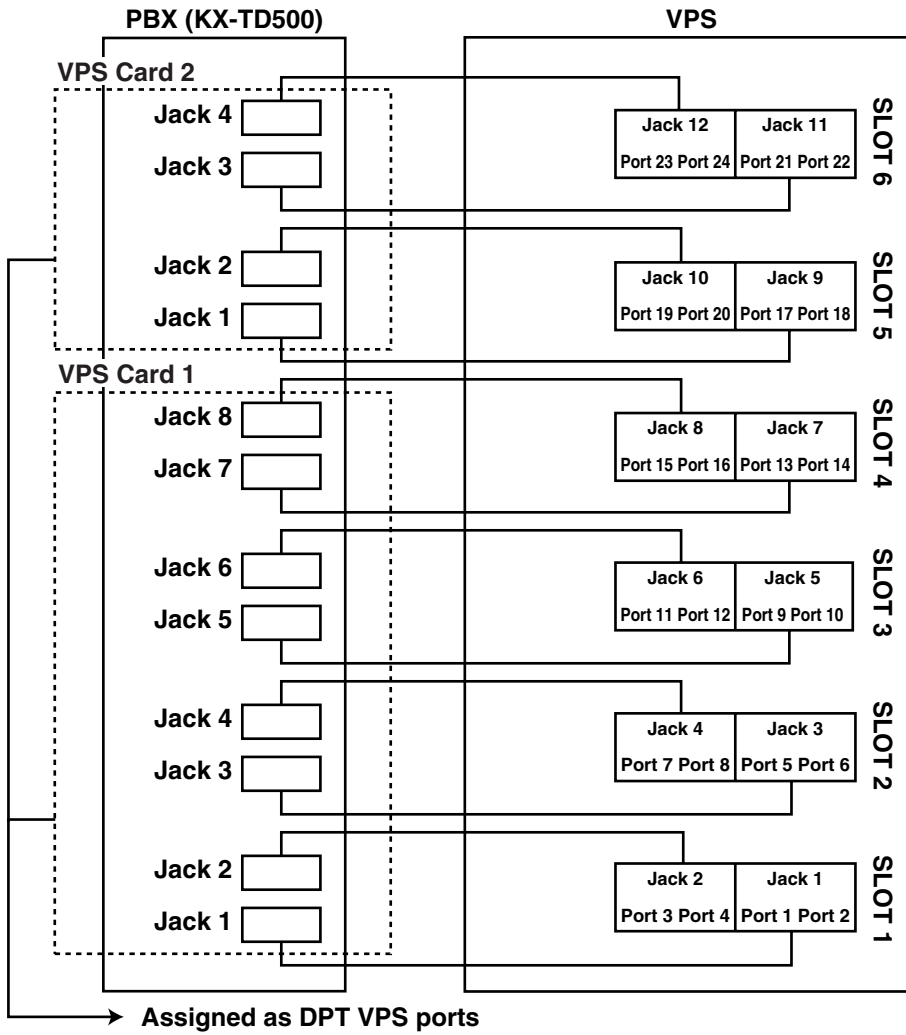 PBX (KX-TD500)
VPS
VPS Card 2
Jack 4
Jack 12
Jack 11
Port 23 Port 24
Port 21 Port 22
SLOT 6
Jack 3
Jack 2
Jack 10
Jack 9
Port 19 Port 20
Port 17 Port 18
SLOT 5
Jack 1
VPS Card 1
Jack 8
Jack 8
Jack 7
Port 15 Port 16
Port 13 Port 14
SLOT 4
Jack 7
Jack 6
Jack 6
Jack 5
Port 11 Port 12
Port 9 Port 10
SLOT 3
Jack 5
Jack 4
Jack 4
Jack 3
Port 7 Port 8
Port 5 Port 6
SLOT 2
Jack 3
Jack 2
Jack 2
Jack 1
Port 3 Port 4
Port 1 Port 2
SLOT 1
Jack 1
Assigned as DPT VPS ports